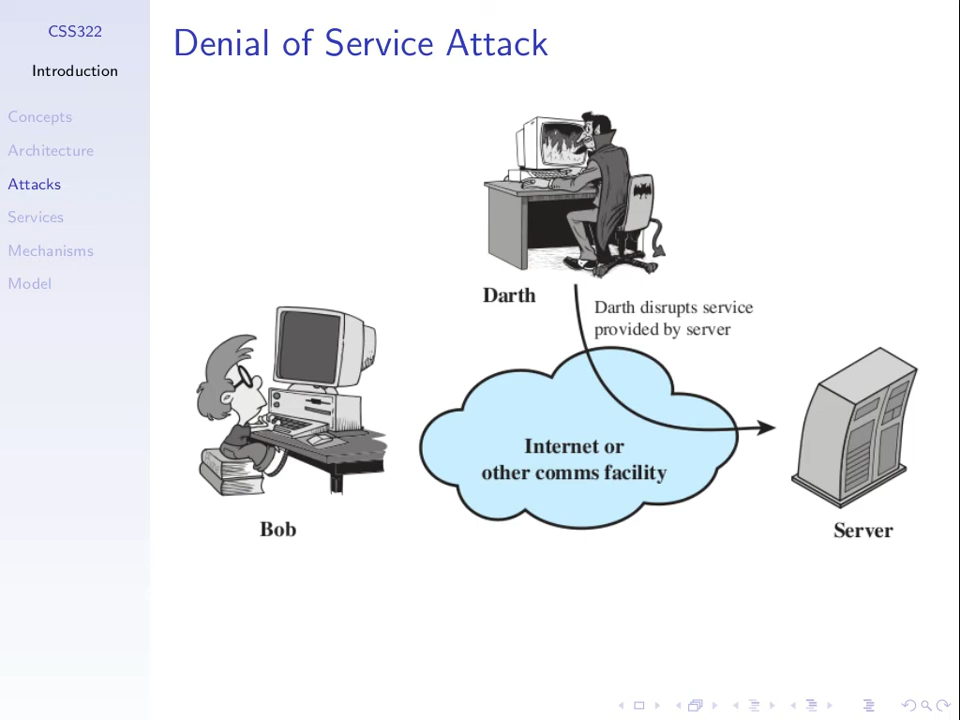 CSS322
Introduction
Concepts
Architecture
Attacks
Services
Mechanisms
Model
Denial of Service Attack
Darth
Darth disrupts service
provided by server
Internet or
other comms facility
Bob
Server